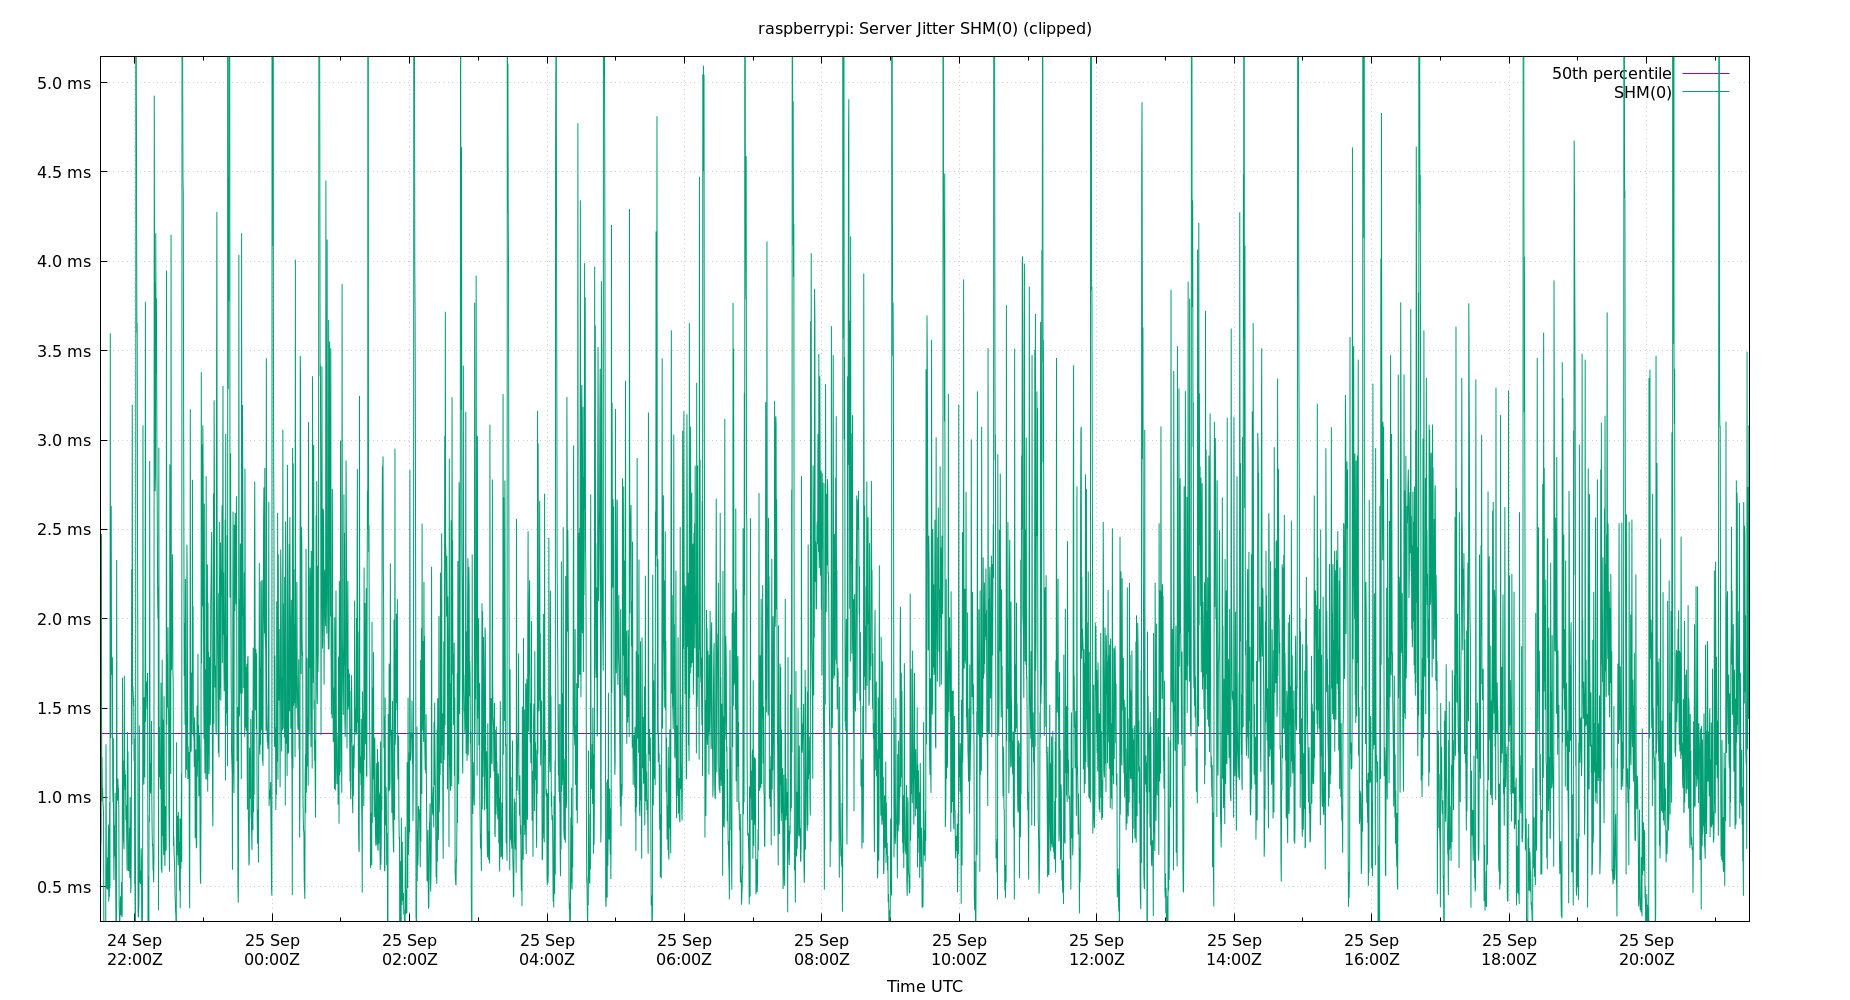 raspberrypi: Server Jitter SHM(0) (clipped)
50th percentile
SHM(0)
5.0 ms
4.5 ms
4.0 ms
3.5 ms
3.0 ms
2.5 ms
2.0 ms
1.5 ms
1.0 ms
0.5 ms
24 Sep 25 Sep 25 Sep 25 Sep 25 Sep 25 Sep 25 Sep 25 Sep 25 Sep 25 Sep 25 Sep 25 Sep
22:00Z 00:00Z 02:00Z 04:00Z 06:00Z 08:00Z 10:00Z 12:00Z 14:00Z 16:00Z 18:00Z 20:00Z
Time UTC